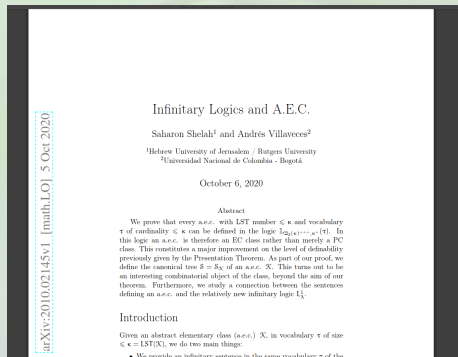 Infinitary Logics and A.E.C.
Saharon Shelah¹ and Andrés Villaveces²
¹Hebrew University of Jerusalem / Rutgers University
²Universidad Nacional de Colombia - Bogotá
October 6, 2020
Abstract
We prove that every a.e.c. with LST number ⩽ κ and vocabulary
τ of cardinality ⩽ κ can be defined in the logic 𝕃_{ℶ₂(κ)⁺⁺⁺,κ⁺}(τ). In
this logic an a.e.c. is therefore an EC class rather than merely a PC
class. This constitutes a major improvement on the level of definability
previously given by the Presentation Theorem. As part of our proof, we
define the canonical tree 𝒮 = 𝒮_𝒦 of an a.e.c. 𝒦. This turns out to be
an interesting combinatorial object of the class, beyond the aim of our
theorem. Furthermore, we study a connection between the sentences
defining an a.e.c. and the relatively new infinitary logic L¹_λ.
Introduction
Given an abstract elementary class (a.e.c.) 𝒦, in vocabulary τ of size
⩽ κ = LST(𝒦), we do two main things:
• We provide an infinitary sentence in the same vocabulary τ of the
arXiv:2010.02145v1 [math.LO] 5 Oct 2020